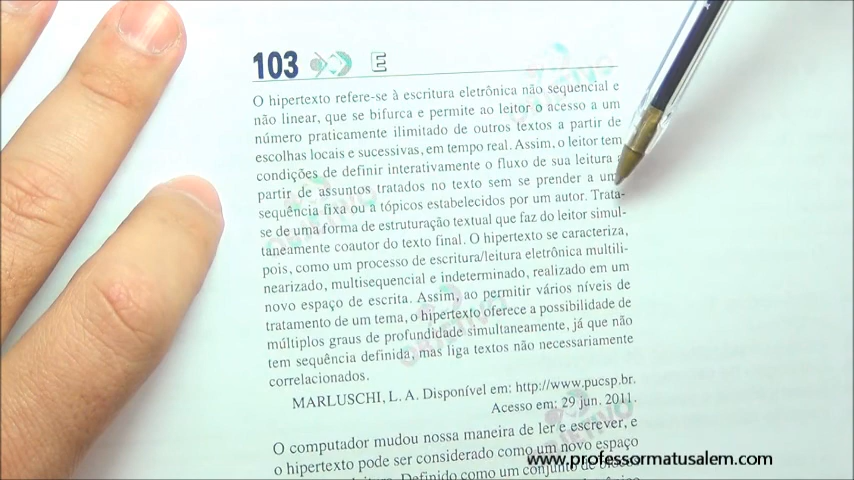 103 E
O hipertexto refere-se à escritura eletrônica não sequencial e
não linear, que se bifurca e permite ao leitor o acesso a um
número praticamente ilimitado de outros textos a partir de
escolhas locais e sucessivas, em tempo real. Assim, o leitor tem
condições de definir interativamente o fluxo de sua leitura
partir de assuntos tratados no texto sem se prender a um
sequência fixa ou a tópicos estabelecidos por um autor. Trata-
se de uma forma de estruturação textual que faz do leitor simul-
taneamente coautor do texto final. O hipertexto se caracteriza,
pois, como um processo de escritura/leitura eletrônica multili-
nearizado, multisequencial e indeterminado, realizado em um
novo espaço de escrita. Assim, ao permitir vários níveis de
tratamento de um tema, o hipertexto oferece a possibilidade de
múltiplos graus de profundidade simultaneamente, já que não
tem sequência definida, mas liga textos não necessariamente
correlacionados.
MARLUSCHI, L. A. Disponível em: http://www.pucsp.br.
Acesso em: 29 jun. 2011.
O computador mudou nossa maneira de ler e escrever, e
o hipertexto pode ser considerado como um novo espaço
Definido como um conjunto de
www.professormatusalem.com